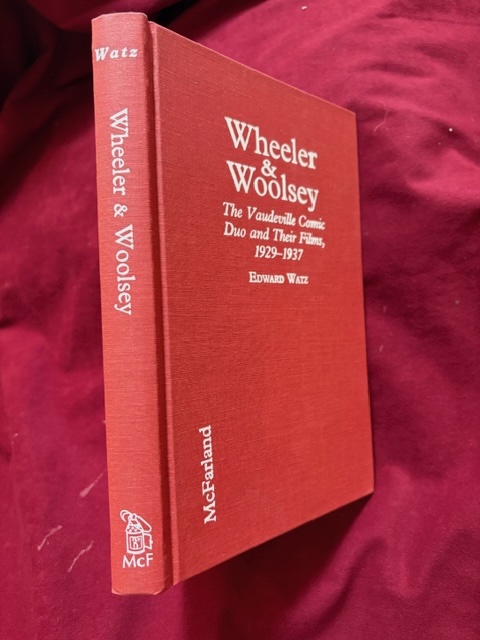 Watz
Wheeler & Woolsey
McF
Wheeler
&
Woolsey
The Vaudeville Comic
Duo and Their Films,
1929–1937
EDWARD WATZ
McFarland